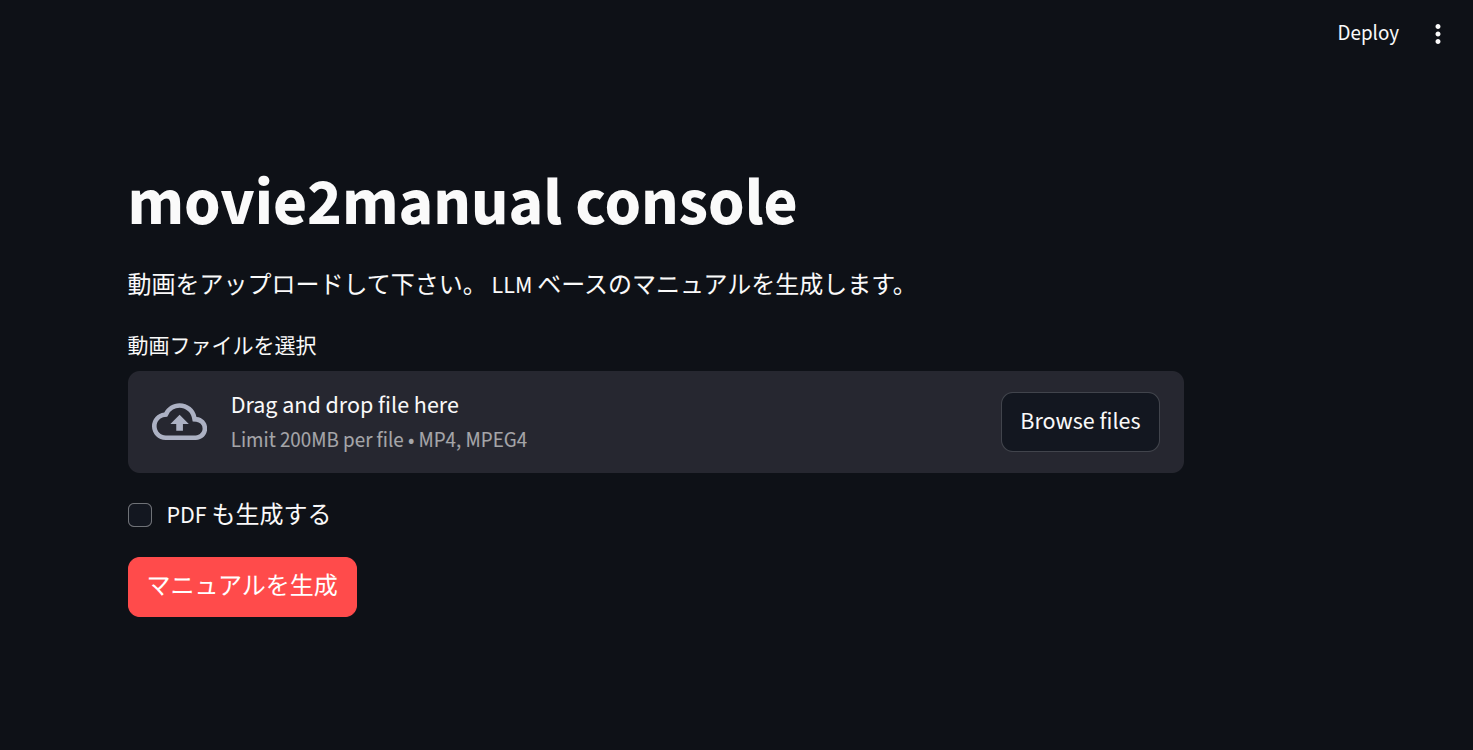 Deploy
movie2manual console
動画をアップロードして下さい。 LLM ベースのマニュアルを生成します。
動画ファイルを選択
Drag and drop file here
Limit 200MB per file • MP4, MPEG4
Browse files
PDF も生成する
マニュアルを生成